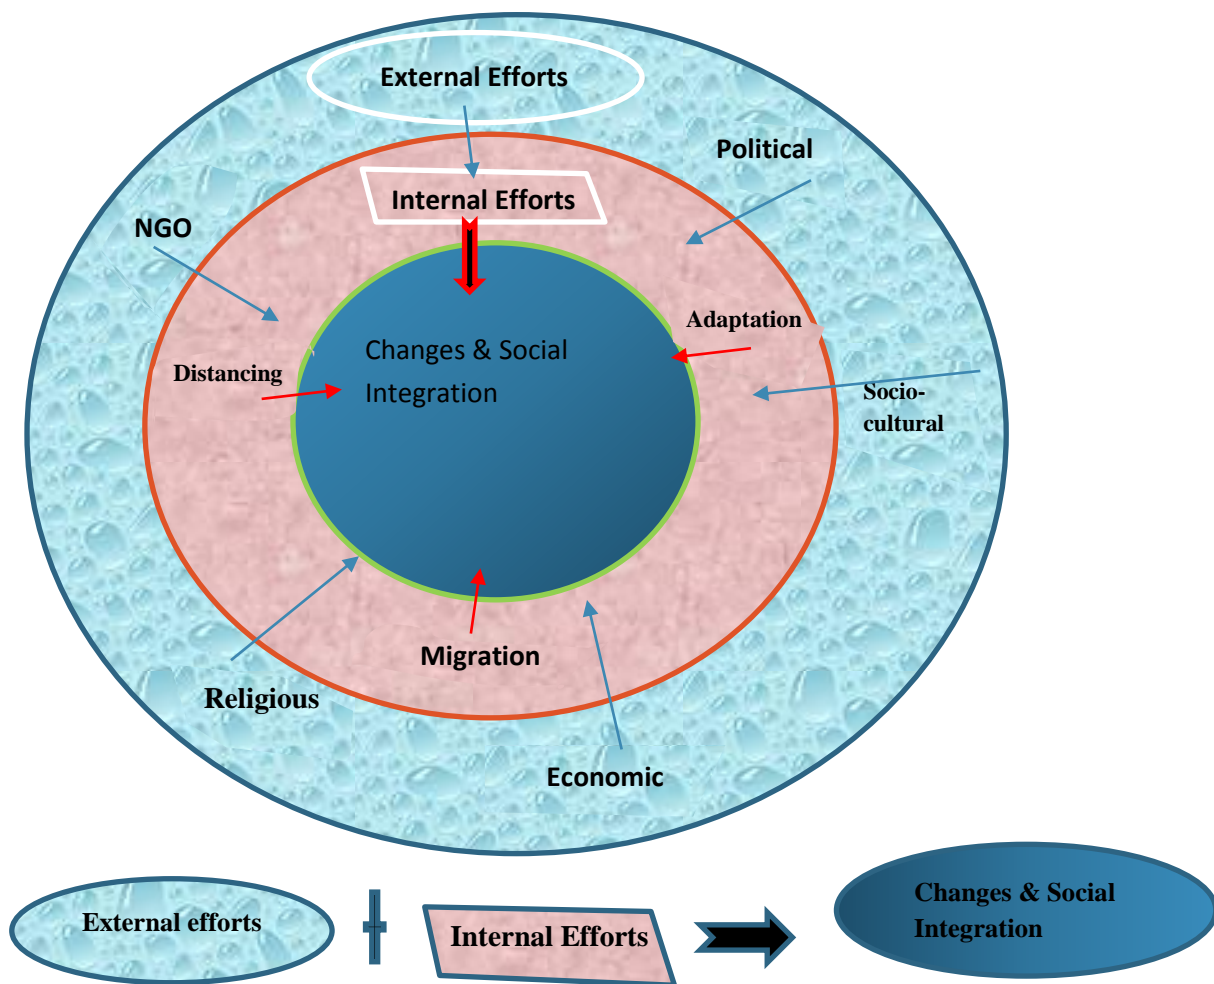 External Efforts
Political
Internal Efforts
NGO
Adaptation
Changes & Social
Integration
Distancing
Socio-
cultural
Migration
Religious
Economic
External efforts
Internal Efforts
Changes & Social
Integration